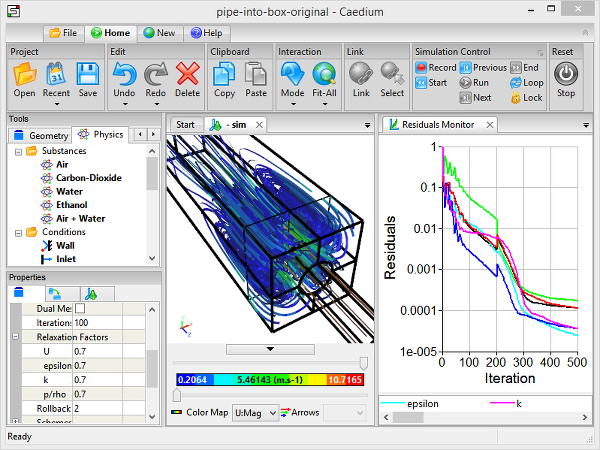 pipe-into-box-original - Caedium
File Home New Help
Project Edit Clipboard Interaction Link Simulation Control Reset
Record Previous End
Start Run Loop
Next Lock
Open Recent Save Undo Redo Delete Copy Paste Mode Fit-All Link Select Stop
Tools
Geometry Physics
Substances
Air
Carbon-Dioxide
Water
Ethanol
Air + Water
Conditions
Wall
Inlet
Properties
Dual Me
Iterations 100
Relaxation Factors
U 0.7
epsilon 0.7
k 0.7
p/rho 0.7
Rollback 2
Schemes
Start - sim
0.2064 5.46143 (m.s-1) 10.7165
Color Map U:Mag Arrows
Residuals Monitor
1
0.1
0.01
0.001
0.0001
1e-005
Residuals
0 100 200 300 400 500
Iteration
epsilon k
Ready